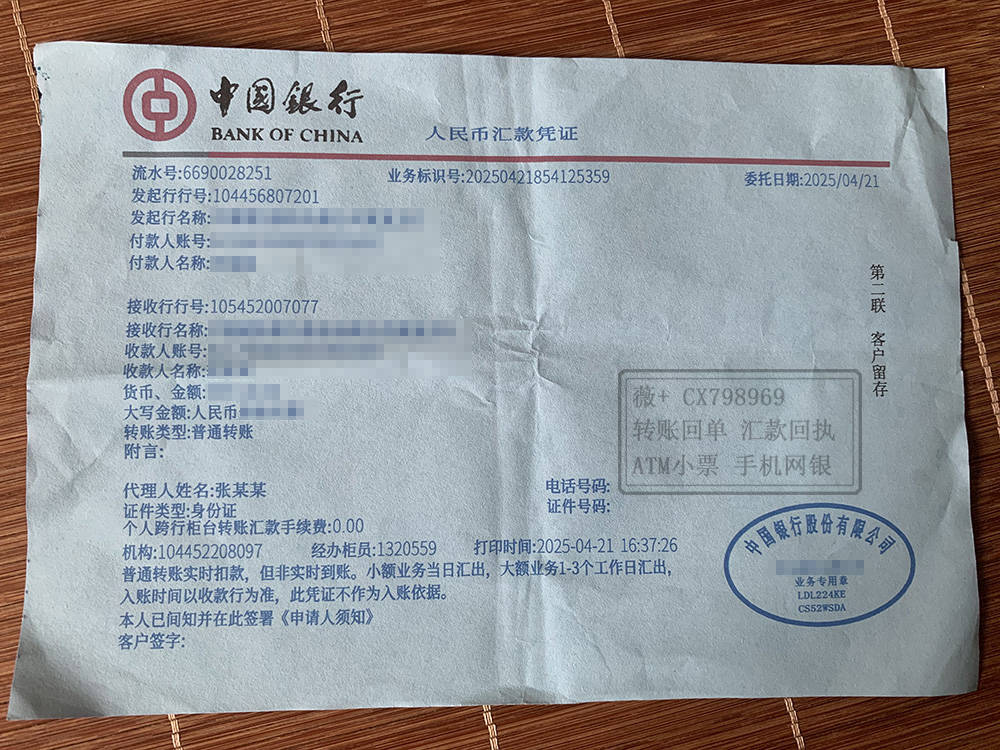 中国银行
BANK OF CHINA
人民币汇款凭证
流水号:6690028251
业务标识号:20250421854125359
委托日期:2025/04/21
发起行行号:104456807201
发起行名称:
付款人账号:
付款人名称:
接收行行号:105452007077
接收行名称:
收款人账号:
收款人名称:
货币、金额:
大写金额:人民币
转账类型:普通转账
附言:
第二联 客户留存
薇+ CX798969
转账回单 汇款回执
ATM小票 手机网银
代理人姓名:张某某
电话号码:
证件类型:身份证
证件号码:
个人跨行柜台转账汇款手续费:0.00
机构:104452208097
经办柜员:1320559
打印时间:2025-04-21 16:37:26
普通转账实时扣款，但非实时到账。小额业务当日汇出，大额业务1-3个工作日汇出，
入账时间以收款行为准，此凭证不作为入账依据。
本人已阅知并在此签署《申请人须知》
客户签字:
中国银行股份有限公司
业务专用章
LDL224KE
CS52WSDA